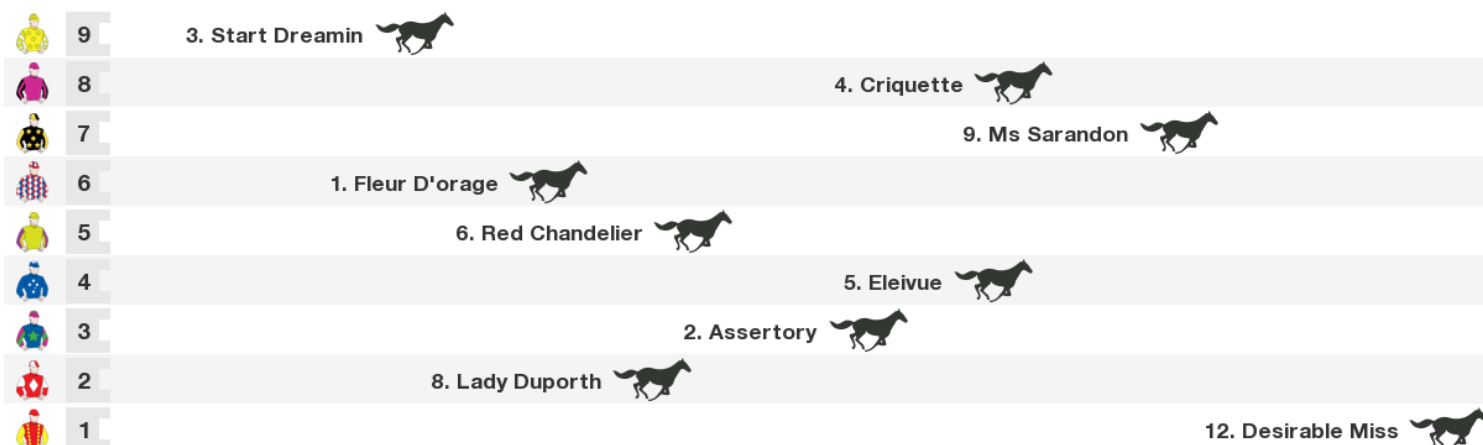 9 3. Start Dreamin
8 4. Criquette
7 9. Ms Sarandon
6 1. Fleur D'orage
5 6. Red Chandelier
4 5. Eleivue
3 2. Assertory
2 8. Lady Duporth
1 12. Desirable Miss